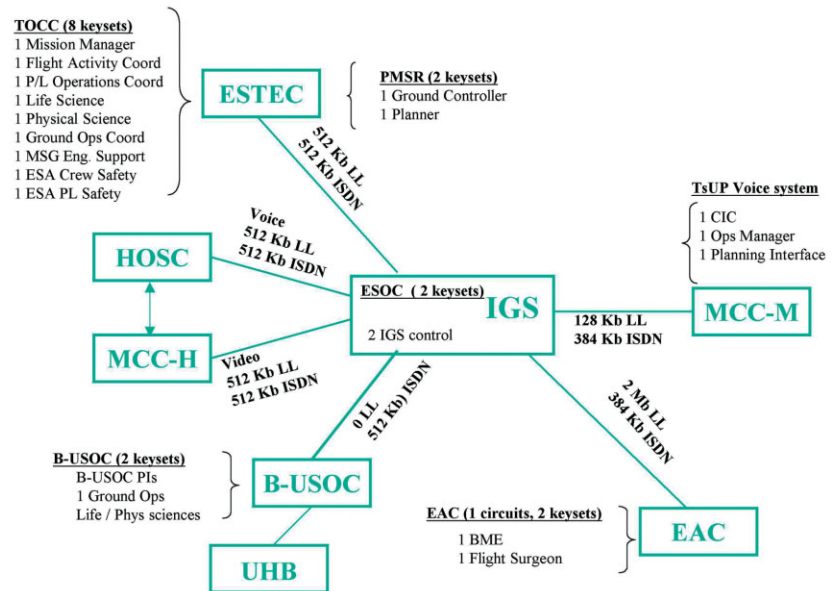 TOCC (8 keysets)
1 Mission Manager
1 Flight Activity Coord
1 P/L Operations Coord
1 Life Science
1 Physical Science
1 Ground Ops Coord
1 MSG Eng. Support
1 ESA Crew Safety
1 ESA PL Safety
ESTEC
PMSR (2 keysets)
1 Ground Controller
1 Planner
512 Kb LL
512 Kb ISDN
TsUP Voice system
1 CIC
1 Ops Manager
1 Planning Interface
HOSC
Voice
512 Kb LL
512 Kb ISDN
ESOC ( 2 keysets)
IGS
2 IGS control
128 Kb LL
384 Kb ISDN
MCC-M
MCC-H
Video
512 Kb LL
512 Kb ISDN
0 LL
512 Kb) ISDN
2 Mb LL
384 Kb ISDN
B-USOC (2 keysets)
B-USOC PIs
1 Ground Ops
Life / Phys sciences
B-USOC
UHB
EAC (1 circuits, 2 keysets)
1 BME
1 Flight Surgeon
EAC